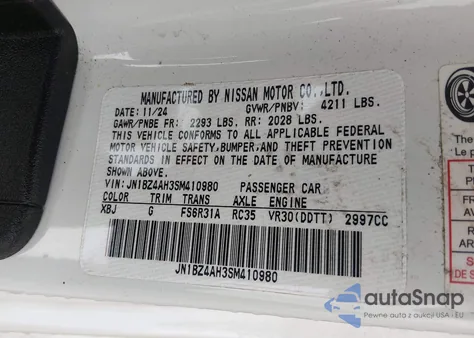 MANUFACTURED BY NISSAN MOTOR CO.,LTD.
DATE: 11/24 GVWR/PNBV: 4211 LBS.
GAWR/PNBE FR: 2293 LBS. RR: 2028 LBS.
THIS VEHICLE CONFORMS TO ALL APPLICABLE FEDERAL
MOTOR VEHICLE SAFETY,BUMPER,AND THEFT PREVENTION
STANDARDS IN EFFECT ON THE DATE OF MANUFACTURE
SHOWN ABOVE.
VIN: JN1BZ4AH3SM410980 PASSENGER CAR
COLOR TRIM TRANS AXLE ENGINE
XBJ G FS6R31A RC35 VR30(DDTT) 2997CC
JN1BZ4AH3SM410980
The
Le p
SI
autaSnap
Pewne auta z aukcji USA - EU